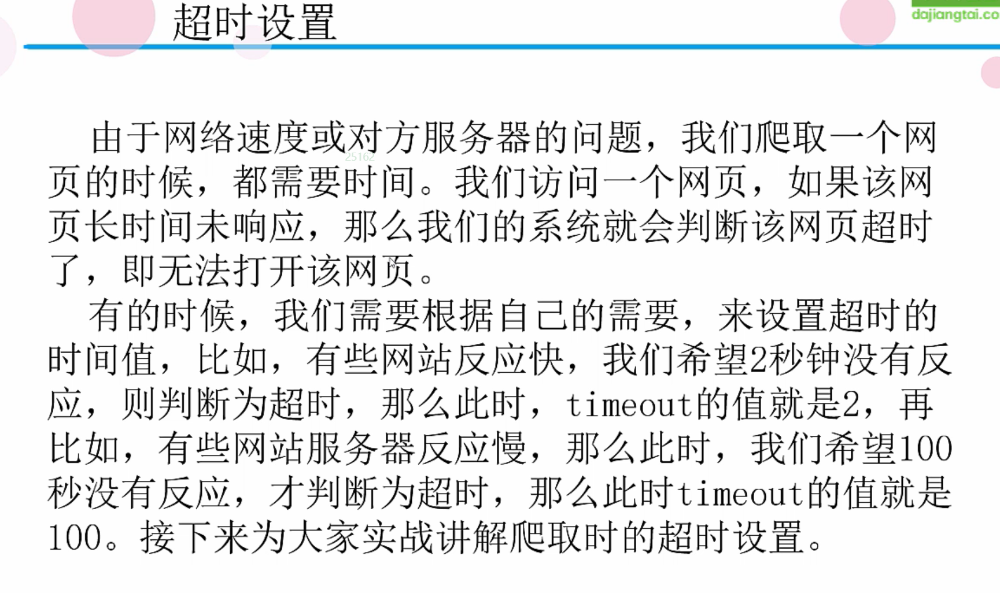 超时设置
dajiangtai.co
由于网络速度或对方服务器的问题，我们爬取一个网
25162
页的时候，都需要时间。我们访问一个网页，如果该网
页长时间未响应，那么我们的系统就会判断该网页超时
了，即无法打开该网页。
有的时候，我们需要根据自己的需要，来设置超时的
时间值，比如，有些网站反应快，我们希望2秒钟没有反
应，则判断为超时，那么此时，timeout的值就是2，再
比如，有些网站服务器反应慢，那么此时，我们希望100
秒没有反应，才判断为超时，那么此时timeout的值就是
100。接下来为大家实战讲解爬取时的超时设置。